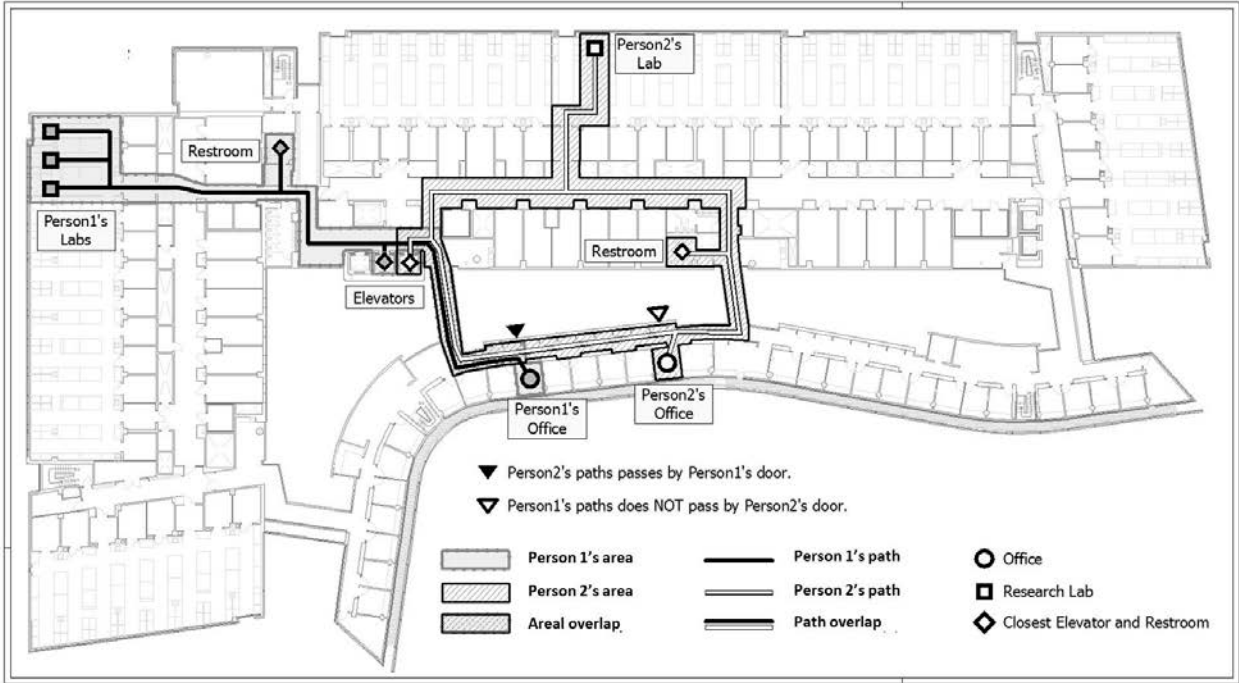 Person2's
Lab
Restroom
Person1's
Labs
Restroom
Elevators
Person1's
Office
Person2's
Office
Person2's paths passes by Person1's door.
Person1's paths does NOT pass by Person2's door.
Person 1's area
Person 1's path
Office
Person 2's area
Person 2's path
Research Lab
Areal overlap
Path overlap
Closest Elevator and Restroom